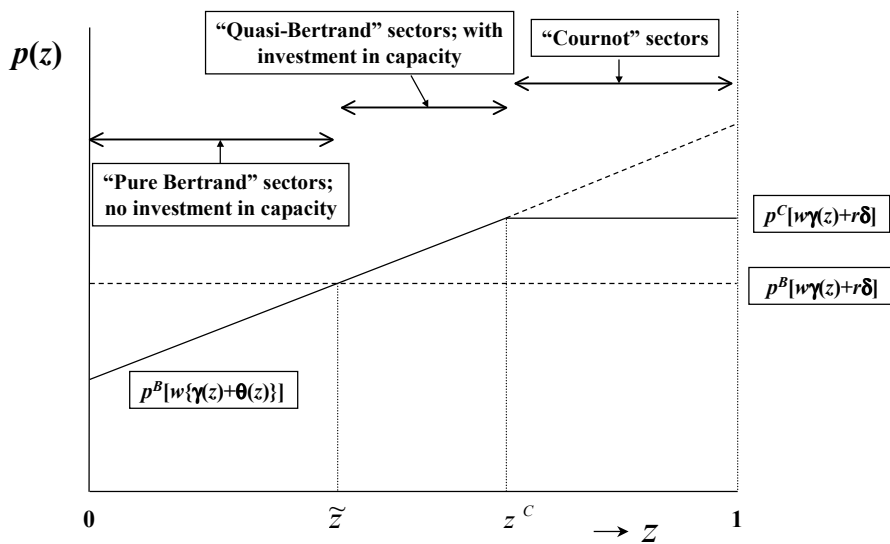 “Quasi-Bertrand” sectors; with
investment in capacity
“Cournot” sectors
p(z)
“Pure Bertrand” sectors;
no investment in capacity
p^C[wγ(z)+rδ]
p^B[wγ(z)+rδ]
p^B[w{γ(z)+θ(z)}]
0
z̃
z^C
→ z
1